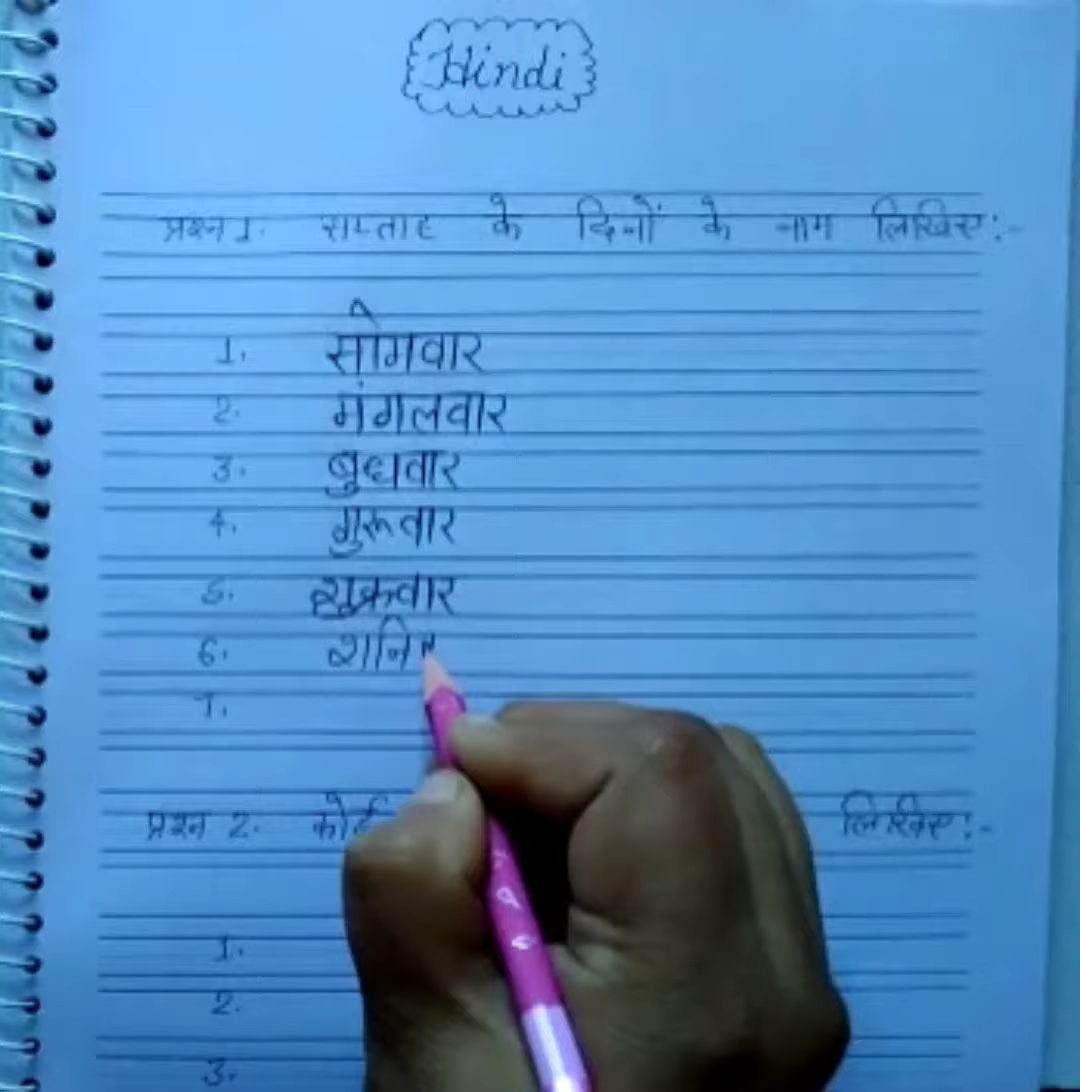 Hindi
प्रश्न 1. सप्ताह के दिनों के नाम लिखिए :-
1. सोमवार
2. मंगलवार
3. बुधवार
4. गुरुवार
5. शुक्रवार
6. शनि
7.
प्रश्न 2. कोई लिखिए :-
1.
2.
3.